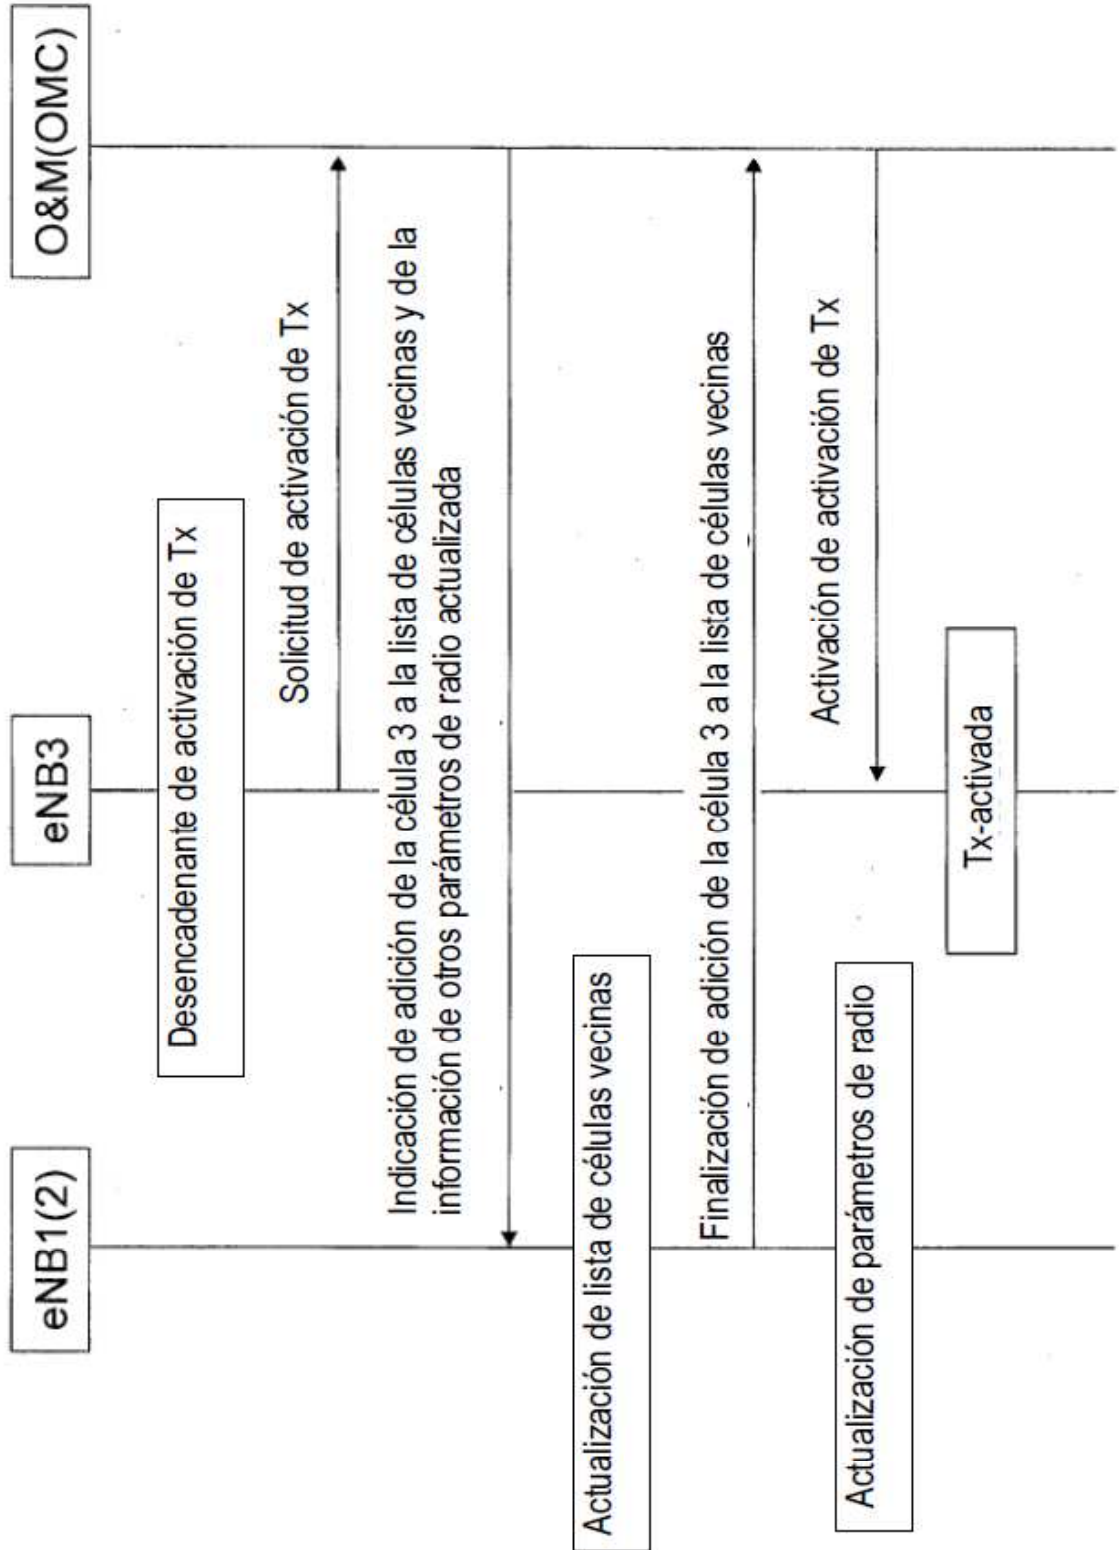 eNB1(2)
eNB3
O&M(OMC)
Desencadenante de activación de Tx
Solicitud de activación de Tx
Indicación de adición de la célula 3 a la lista de células vecinas y de la
información de otros parámetros de radio actualizada
Actualización de lista de células vecinas
Finalización de adición de la célula 3 a la lista de células vecinas
Activación de activación de Tx
Actualización de parámetros de radio
Tx-activada